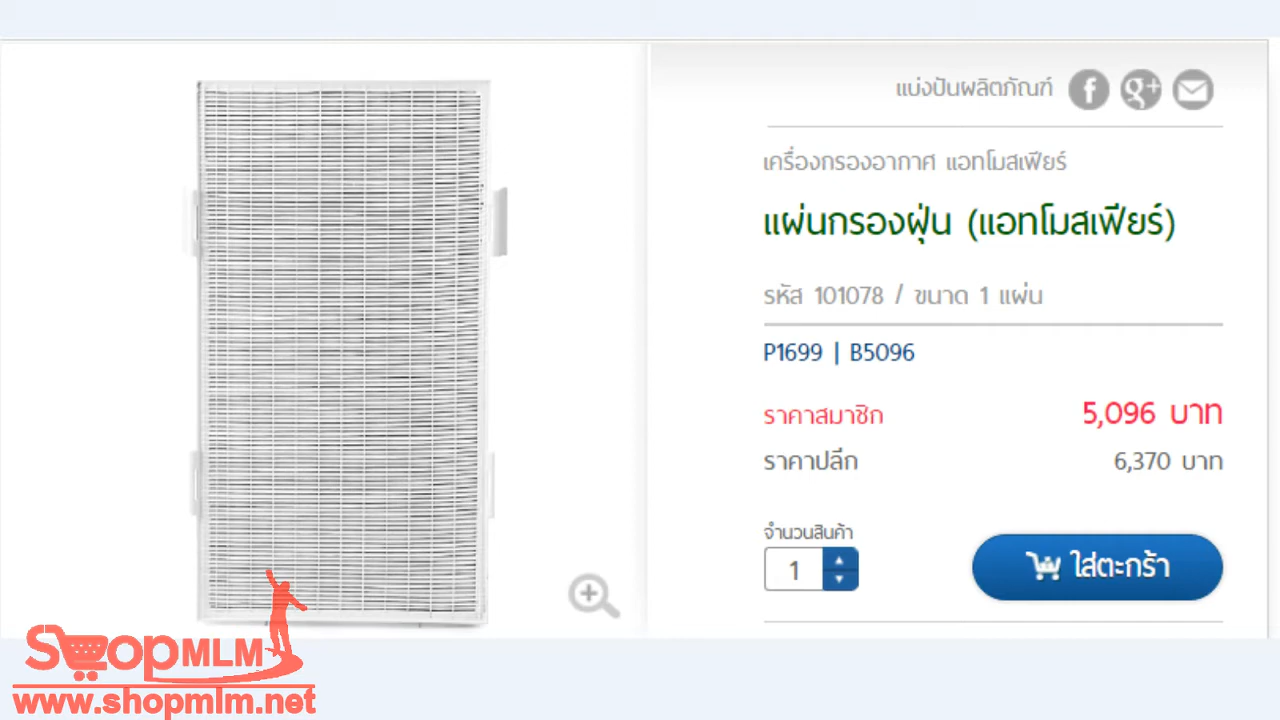 แบ่งปันผลิตภัณฑ์
f g+
เครื่องกรองอากาศ แอทโมสเฟียร์
แผ่นกรองฝุ่น (แอทโมสเฟียร์)
รหัส 101078 / ขนาด 1 แผ่น
P1699 | B5096
ราคาสมาชิก 5,096 บาท
ราคาปลีก 6,370 บาท
จำนวนสินค้า
1
ใส่ตะกร้า
SHOPMLM
www.shopmlm.net